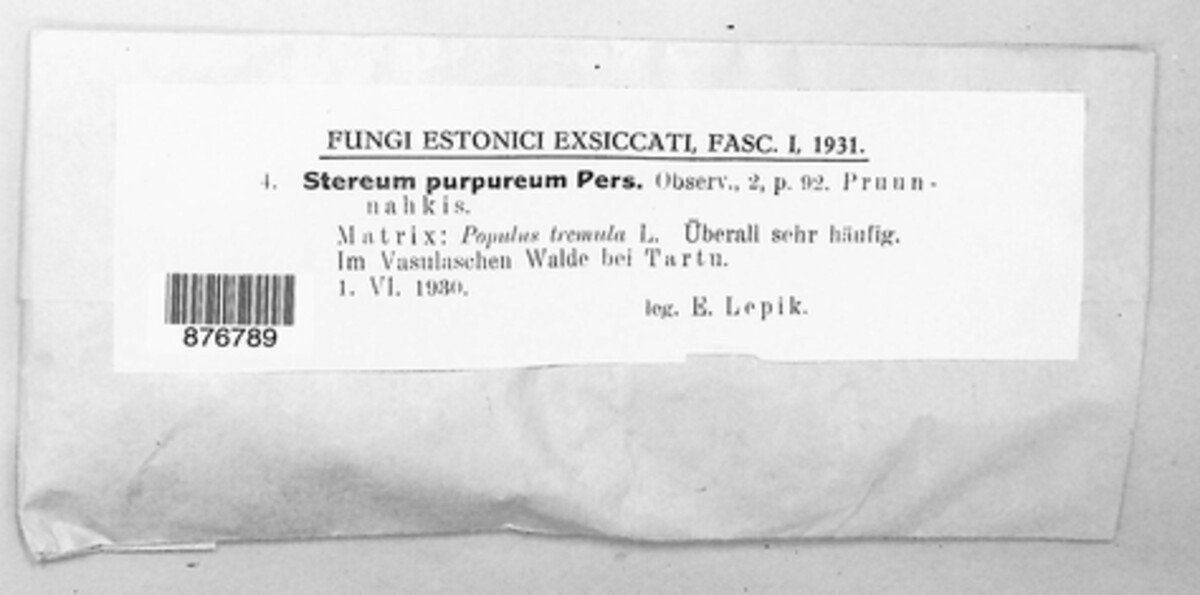 FUNGI ESTONICI EXSICCATI, FASC. I, 1931.
4. Stereum purpureum Pers. Observ., 2, p. 92. Pruun-
nahkis.
Matrix: Populus tremula L. Überall sehr häufig.
Im Vasulaschen Walde bei Tartu.
1. VI. 1930.
leg. E. Lepik.
876789